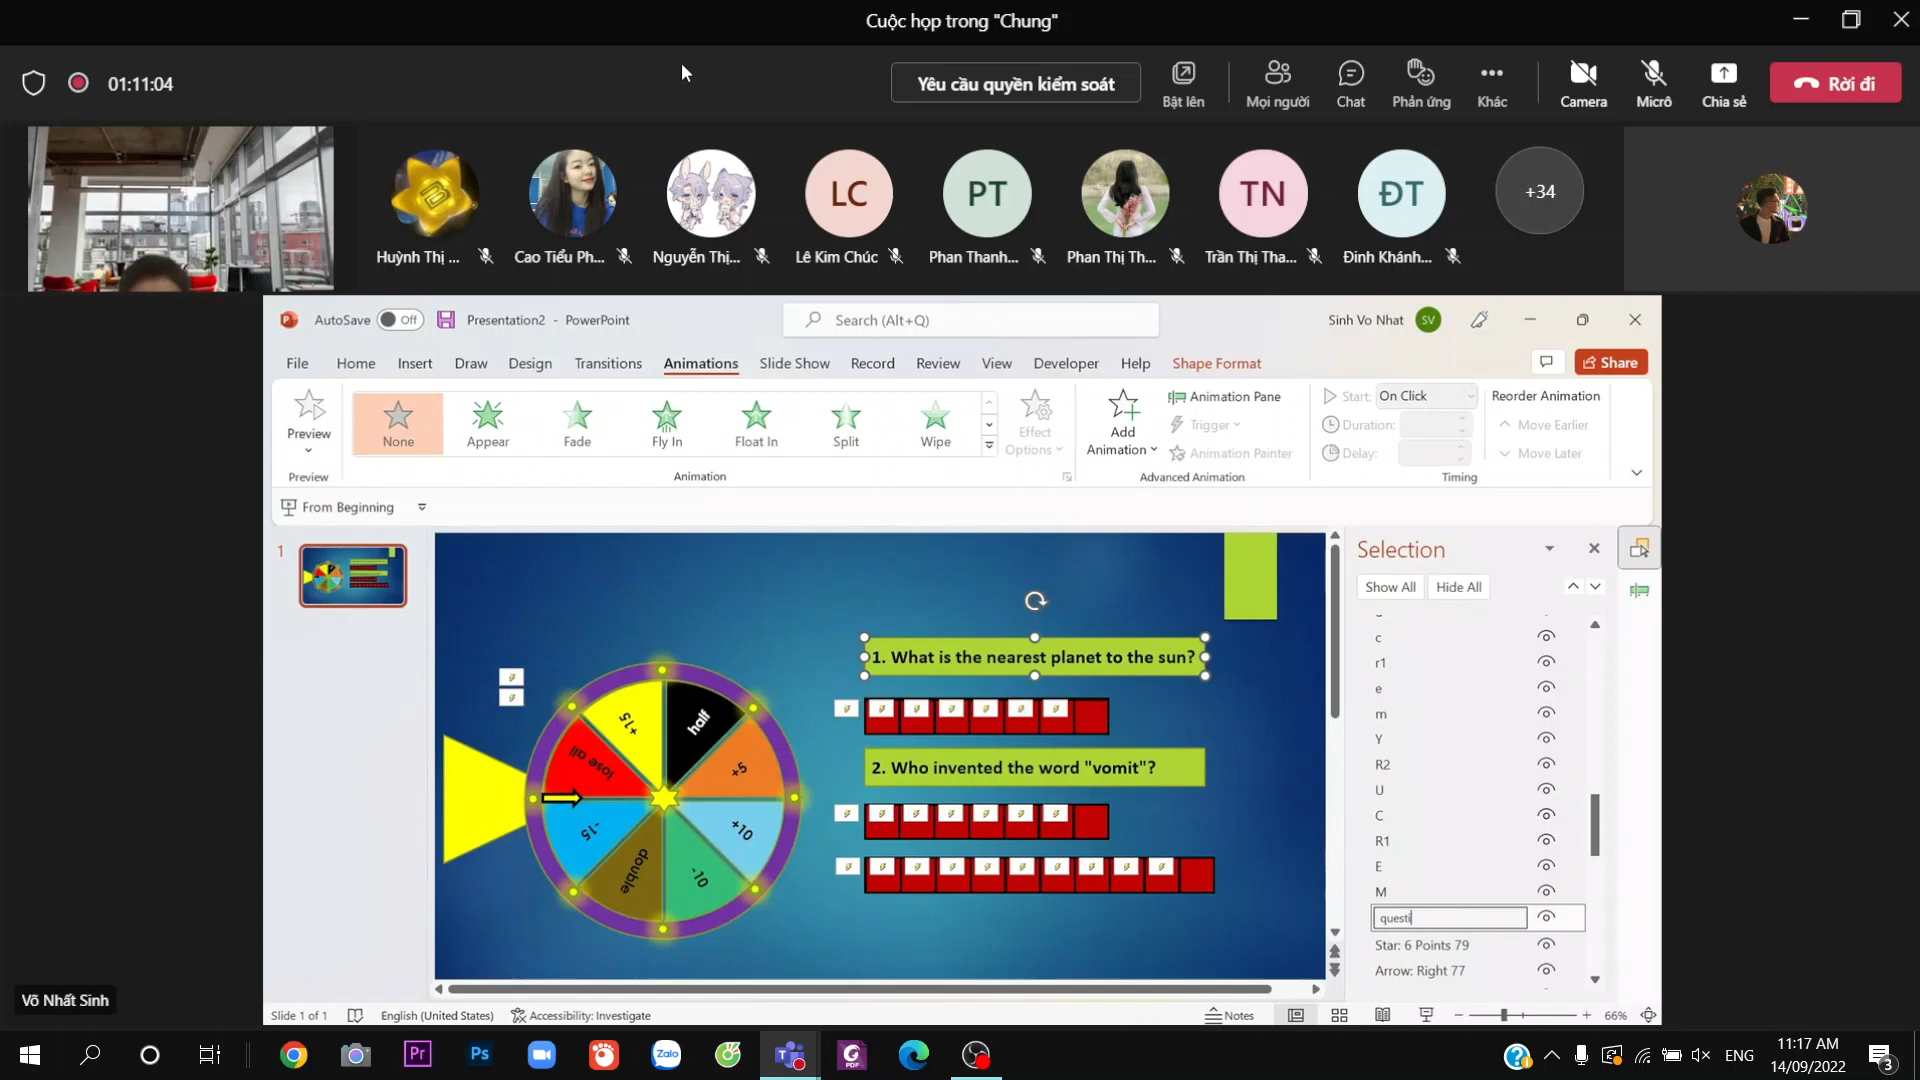 Cuộc họp trong "Chung"
01:11:04
Yêu cầu quyền kiểm soát
Bật lên
Mọi người
Chat
Phản ứng
Khác
Camera
Micrô
Chia sẻ
Rời đi
B
LC
PT
TN
ĐT
+34
Huỳnh Thị ...
Cao Tiểu Ph...
Nguyễn Thị...
Lê Kim Chúc
Phan Thanh...
Phan Thị Th...
Trần Thị Tha...
Đinh Khánh...
AutoSave Off Presentation2 - PowerPoint
Search (Alt+Q)
Sinh Vo Nhat SV
File Home Insert Draw Design Transitions Animations Slide Show Record Review View Developer Help Shape Format
Share
Preview
Preview
None
Appear
Fade
Fly In
Float In
Split
Wipe
Animation
Effect
Options
Add
Animation
Animation Pane
Trigger
Animation Painter
Advanced Animation
Start: On Click
Duration:
Delay:
Reorder Animation
Move Earlier
Move Later
Timing
From Beginning
1
1. What is the nearest planet to the sun?
2. Who invented the word "vomit"?
+15
half
+5
+10
-10
double
-15
lose all
Selection
Show All
Hide All
c
r1
e
m
Y
R2
U
C
R1
E
M
questi
Star: 6 Points 79
Arrow: Right 77
Võ Nhất Sinh
Slide 1 of 1
English (United States)
Accessibility: Investigate
Notes
66%
Pr
Ps
Zalo
PDF
ENG
11:17 AM
14/09/2022
3